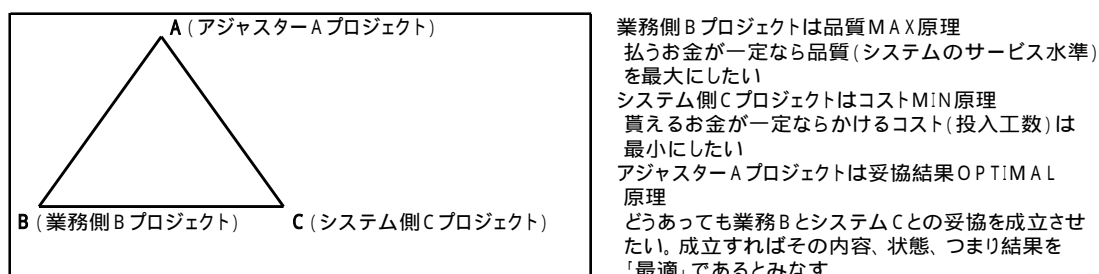 A(アジャスターAプロジェクト)
B(業務側Bプロジェクト)
C(システム側Cプロジェクト)
業務側Bプロジェクトは品質MAX原理
払うお金が一定なら品質(システムのサービス水準)
を最大にしたい
システム側CプロジェクトはコストMIN原理
貰えるお金が一定ならかけるコスト(投入工数)は
最小にしたい
アジャスターAプロジェクトは妥協結果OPTIMAL
原理
どうあっても業務BとシステムCとの妥協を成立させ
たい。成立すればその内容、状態、つまり結果を
「最適」であるとみなす